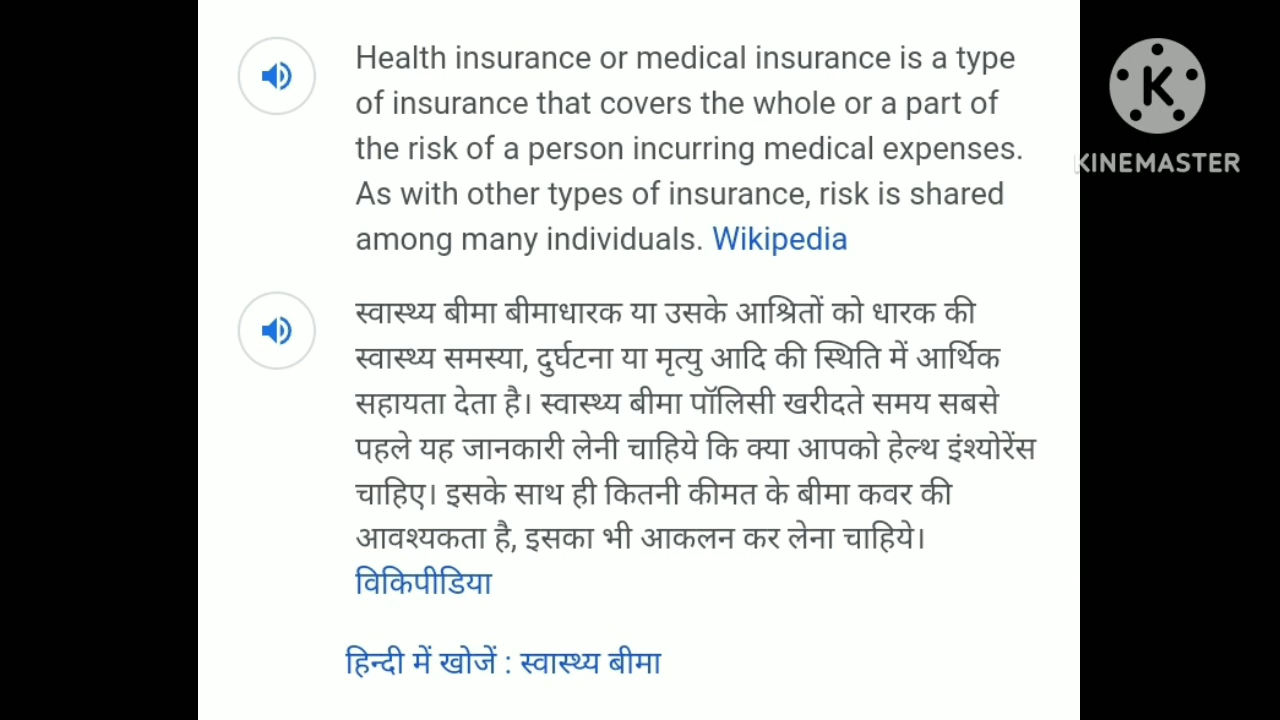 Health insurance or medical insurance is a type
of insurance that covers the whole or a part of
the risk of a person incurring medical expenses.
As with other types of insurance, risk is shared
among many individuals. Wikipedia
KINEMASTER
स्वास्थ्य बीमा बीमाधारक या उसके आश्रितों को धारक की
स्वास्थ्य समस्या, दुर्घटना या मृत्यु आदि की स्थिति में आर्थिक
सहायता देता है। स्वास्थ्य बीमा पॉलिसी खरीदते समय सबसे
पहले यह जानकारी लेनी चाहिये कि क्या आपको हेल्थ इंश्योरेंस
चाहिए। इसके साथ ही कितनी कीमत के बीमा कवर की
आवश्यकता है, इसका भी आकलन कर लेना चाहिये।
विकिपीडिया
हिन्दी में खोजें : स्वास्थ्य बीमा